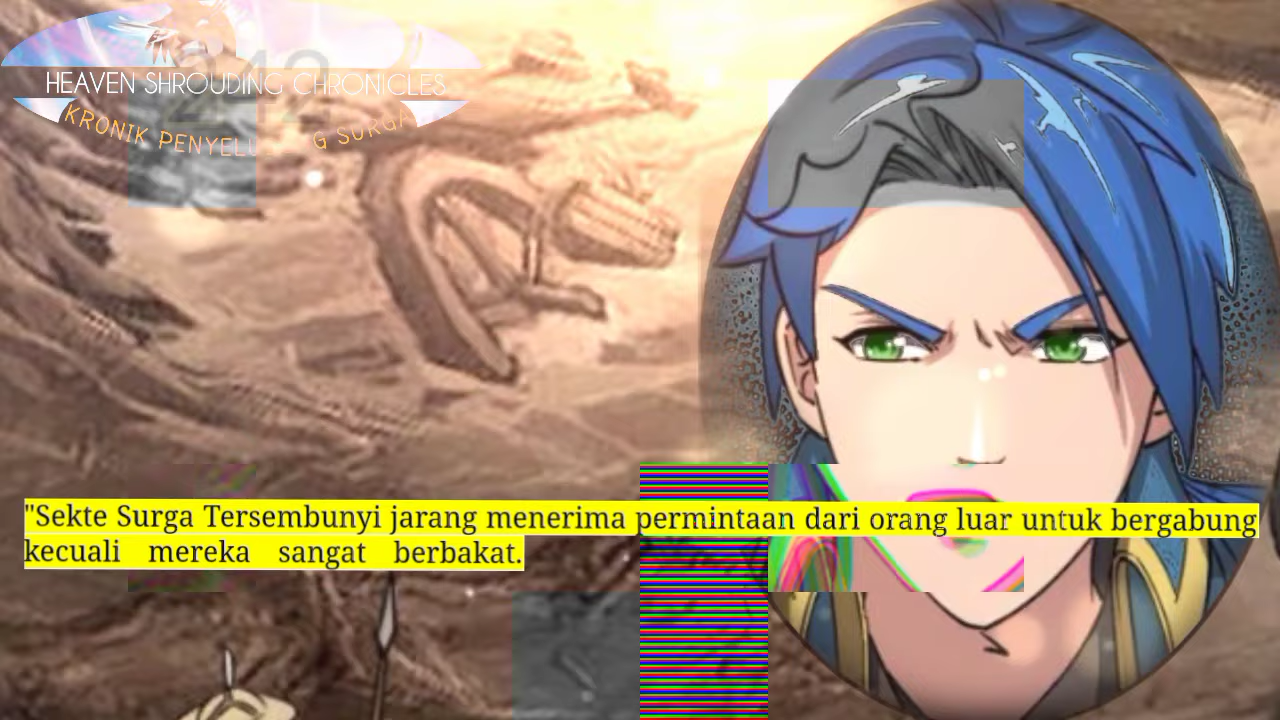 HEAVEN SHROUDING CHRONICLES
KRONIK SURGA
"Sekte Surga Tersembunyi jarang menerima permintaan dari orang luar untuk bergabung
kecuali mereka sangat berbakat.